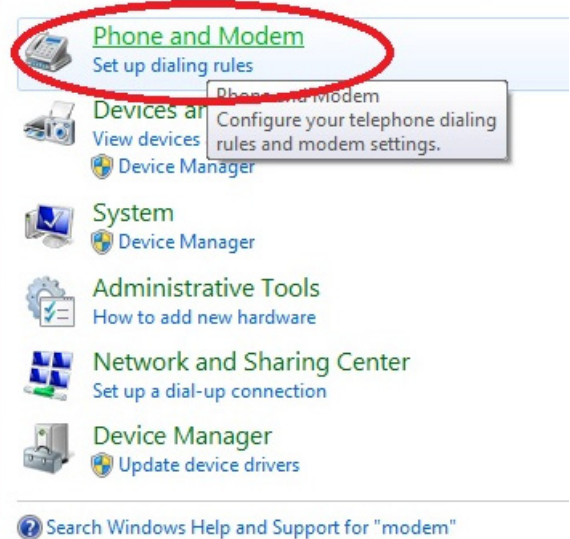 Phone and Modem
Set up dialing rules
Phone and Modem
Configure your telephone dialing
rules and modem settings.
Devices an
View devices
Device Manager
System
Device Manager
Administrative Tools
How to add new hardware
Network and Sharing Center
Set up a dial-up connection
Device Manager
Update device drivers
Search Windows Help and Support for "modem"